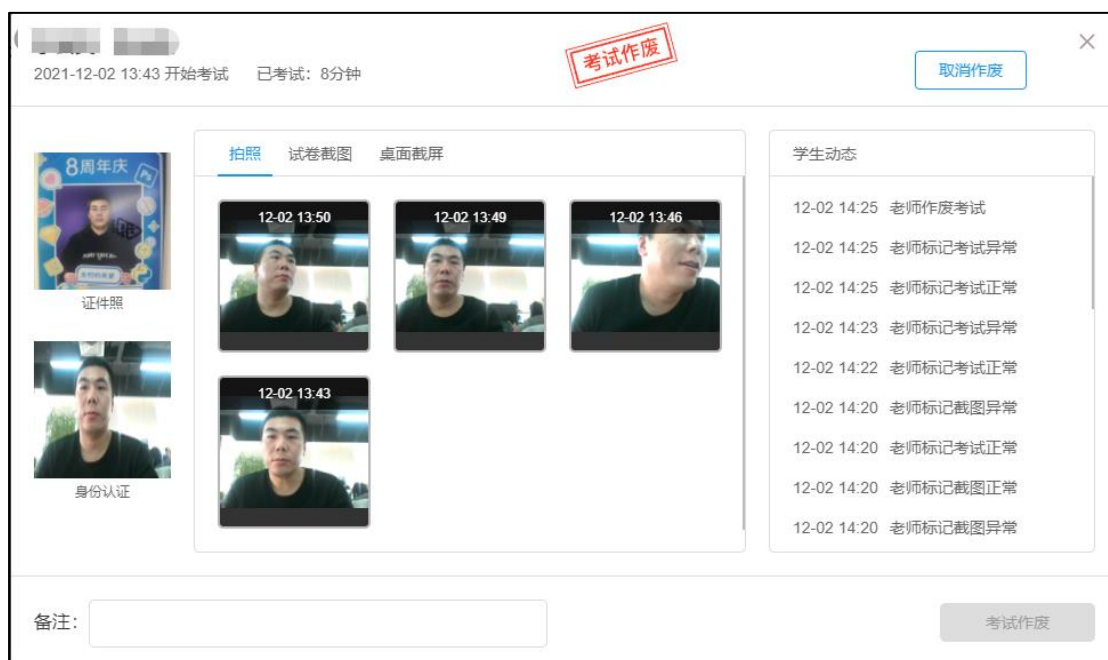 考试作废
2021-12-02 13:43 开始考试 已考试：8分钟
取消作废
8周年庆
Ps
证件照
身份认证
拍照 试卷截图 桌面截屏
12-02 13:50 12-02 13:49 12-02 13:46
12-02 13:43
学生动态
12-02 14:25 老师作废考试
12-02 14:25 老师标记考试异常
12-02 14:25 老师标记考试正常
12-02 14:23 老师标记考试异常
12-02 14:22 老师标记考试正常
12-02 14:20 老师标记截图异常
12-02 14:20 老师标记考试正常
12-02 14:20 老师标记截图正常
12-02 14:20 老师标记截图异常
备注：
考试作废